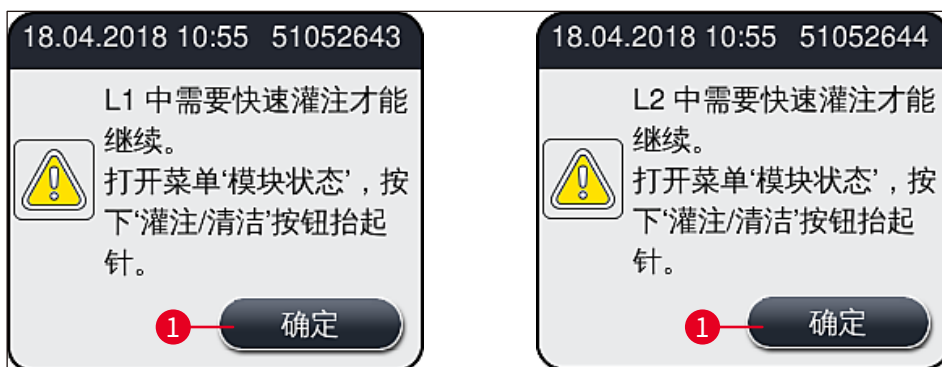 18.04.2018 10:55 51052643
L1 中需要快速灌注才能
继续。
打开菜单‘模块状态’，按
下‘灌注/清洁’按钮抬起
针。
1
确定
18.04.2018 10:55 51052644
L2 中需要快速灌注才能
继续。
打开菜单‘模块状态’，按
下‘灌注/清洁’按钮抬起
针。
1
确定